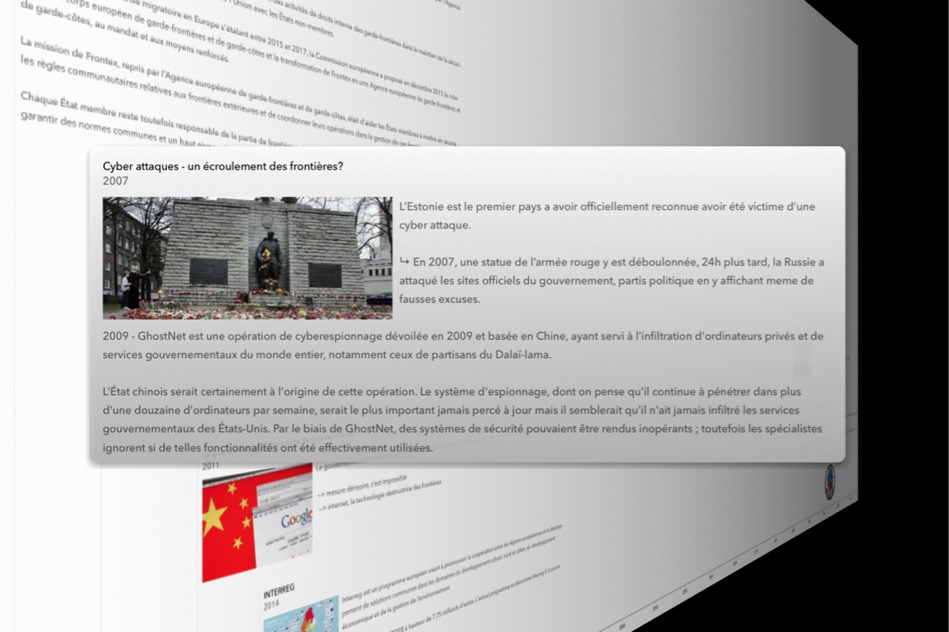 migratoire en Europe s'étalant entre 2015 et 2017, la Commission européenne a proposé en décembre 2015 la
corps européen de garde-frontières et de garde-côtes et la transformation de Frontex en une Agence européenne de garde-frontières et
de garde-côtes, au mandat et aux moyens renforcés.
La mission de Frontex, repris par l'Agence européenne de garde-frontières et de garde-côtes, était d'aider les États membres à mettre en
les règles communautaires relatives aux frontières extérieures et de coordonner leurs opérations dans la gestion de
Chaque État membre reste toutefois responsable de la partie de
garantir des normes communes et un haut
Cyber attaques - un écroulement des frontières?
2007
L'Estonie est le premier pays a avoir officiellement reconnue avoir été victime d'une
cyber attaque.
↳ En 2007, une statue de l'armée rouge y est déboulonnée, 24h plus tard, la Russie a
attaqué les sites officiels du gouvernement, partis politique en y affichant meme de
fausses excuses.
2009 - GhostNet est une opération de cyberespionnage dévoilée en 2009 et basée en Chine, ayant servi à l'infiltration d'ordinateurs privés et de
services gouvernementaux du monde entier, notamment ceux de partisans du Dalaï-lama.
L'État chinois serait certainement à l'origine de cette opération. Le système d'espionnage, dont on pense qu'il continue à pénétrer dans plus
d'une douzaine d'ordinateurs par semaine, serait le plus important jamais percé à jour mais il semblerait qu'il n'ait jamais infiltré les services
gouvernementaux des États-Unis. Par le biais de GhostNet, des systèmes de sécurité pouvaient être rendus inopérants ; toutefois les spécialistes
ignorent si de telles fonctionnalités ont été effectivement utilisées.
2011
–> mesure dérisoire, c'est impossible
–> internet, la technologie destructrice des frontières
Google
INTERREG
2014
Interreg est un programme européen visant à promouvoir la coopération entre les régions européennes et le
pement de solutions communes dans les domaines du développement urbain, rural et côtier, du développement
économique et de la gestion de l'environnement.
à hauteur de 7,75 milliards d'euros.